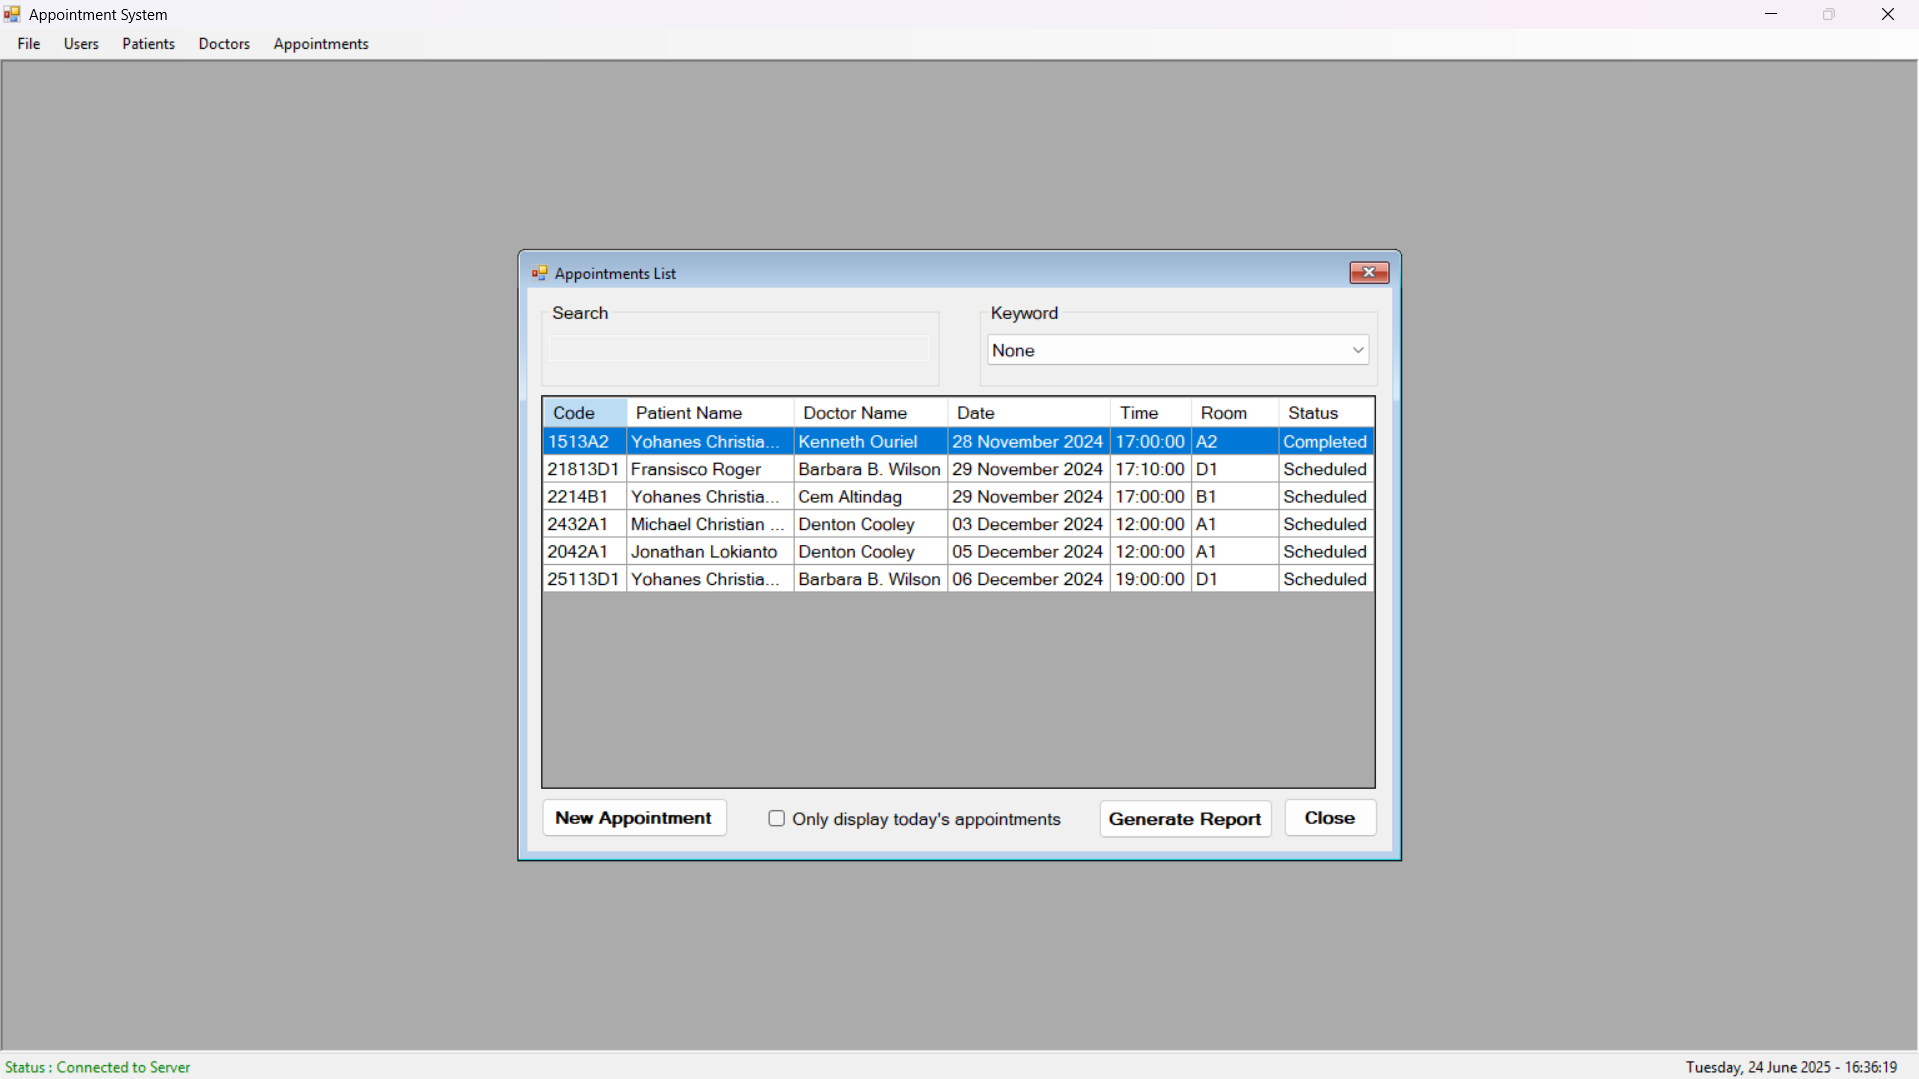 Appointment System
File Users Patients Doctors Appointments
Appointments List
Search Keyword
None
Code Patient Name Doctor Name Date Time Room Status
1513A2 Yohanes Christia... Kenneth Ouriel 28 November 2024 17:00:00 A2 Completed
21813D1 Fransisco Roger Barbara B. Wilson 29 November 2024 17:10:00 D1 Scheduled
2214B1 Yohanes Christia... Cem Altindag 29 November 2024 17:00:00 B1 Scheduled
2432A1 Michael Christian ... Denton Cooley 03 December 2024 12:00:00 A1 Scheduled
2042A1 Jonathan Lokianto Denton Cooley 05 December 2024 12:00:00 A1 Scheduled
25113D1 Yohanes Christia... Barbara B. Wilson 06 December 2024 19:00:00 D1 Scheduled
New Appointment Only display today's appointments Generate Report Close
Status : Connected to Server Tuesday, 24 June 2025 - 16:36:19